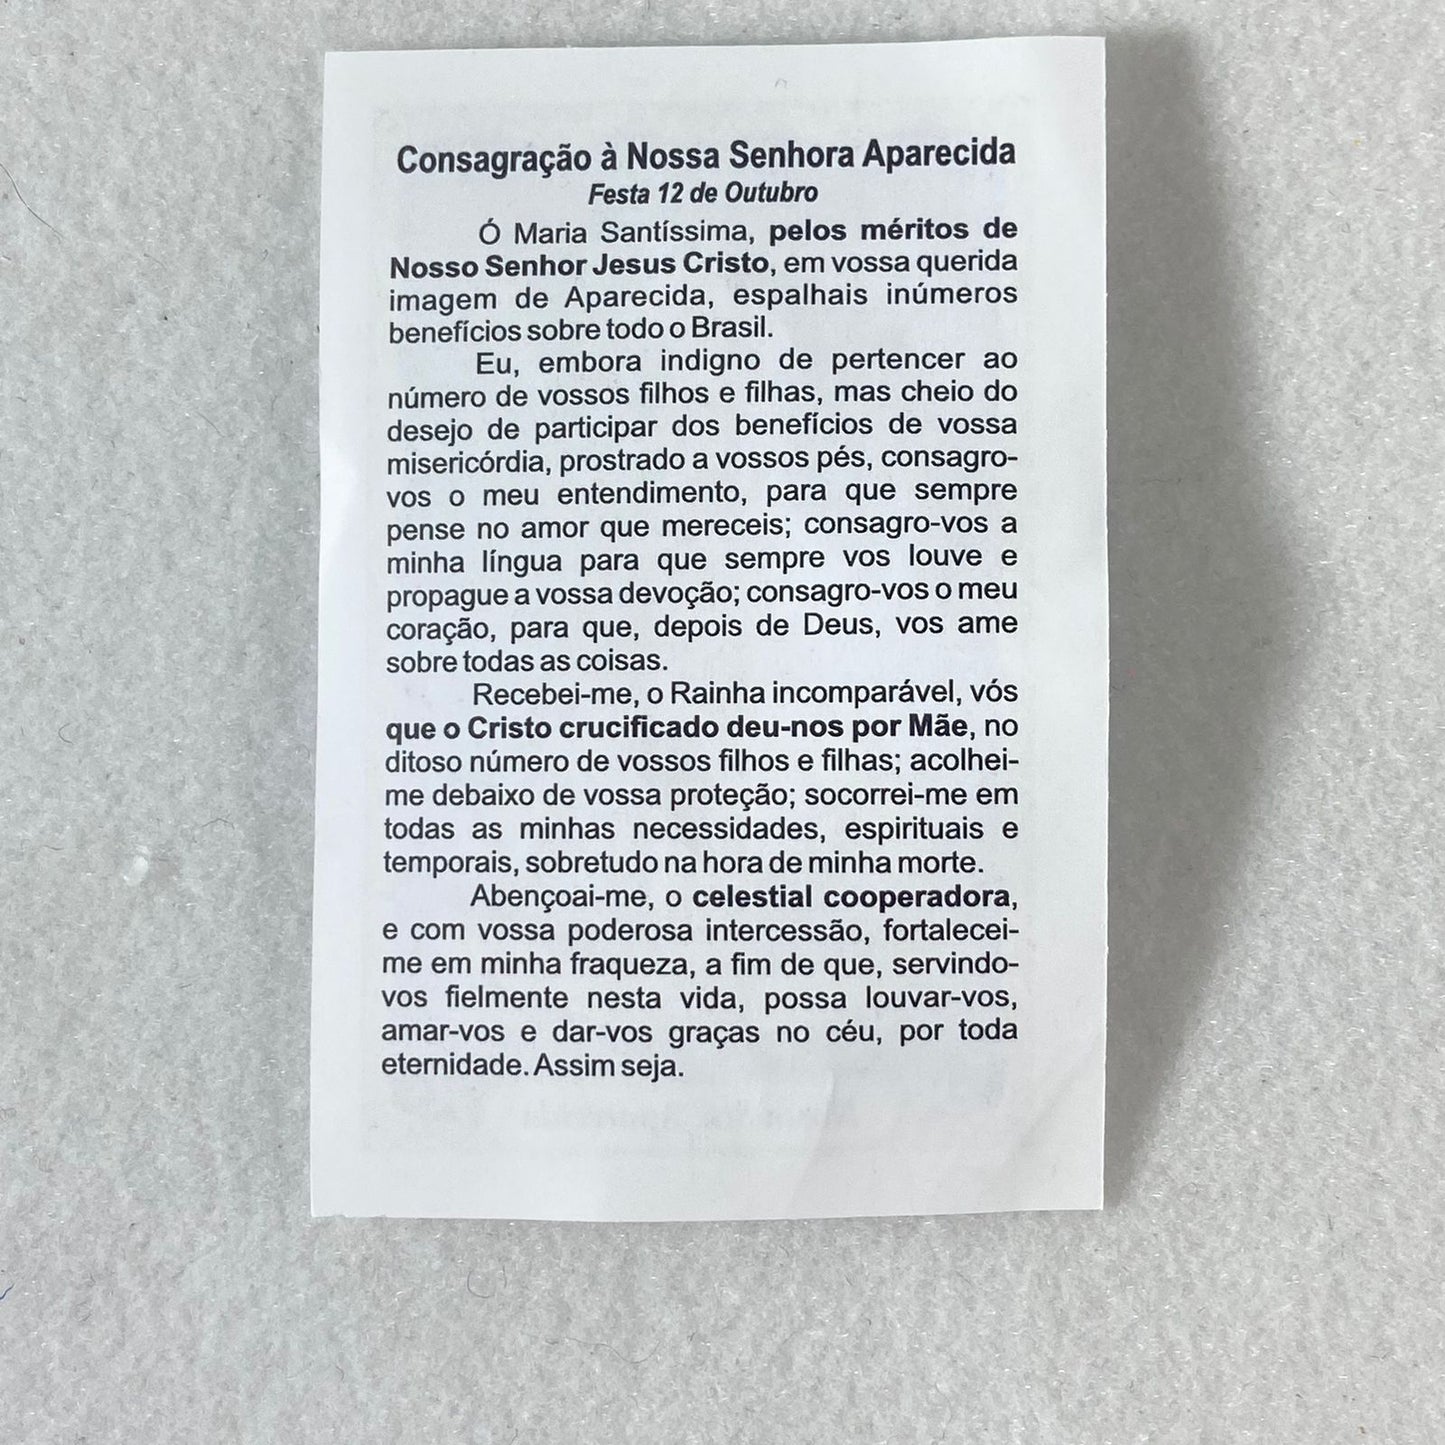 Consagração à Nossa Senhora Aparecida
Festa 12 de Outubro
Ó Maria Santíssima, pelos méritos de
Nosso Senhor Jesus Cristo, em vossa querida
imagem de Aparecida, espalhais inúmeros
benefícios sobre todo o Brasil.
Eu, embora indigno de pertencer ao
número de vossos filhos e filhas, mas cheio do
desejo de participar dos benefícios de vossa
misericórdia, prostrado a vossos pés, consagro-
vos o meu entendimento, para que sempre
pense no amor que mereceis; consagro-vos a
minha língua para que sempre vos louve e
propague a vossa devoção; consagro-vos o meu
coração, para que, depois de Deus, vos ame
sobre todas as coisas.
Recebei-me, o Rainha incomparável, vós
que o Cristo crucificado deu-nos por Mãe, no
ditoso número de vossos filhos e filhas; acolhei-
me debaixo de vossa proteção; socorrei-me em
todas as minhas necessidades, espirituais e
temporais, sobretudo na hora de minha morte.
Abençoai-me, o celestial cooperadora,
e com vossa poderosa intercessão, fortalecei-
me em minha fraqueza, a fim de que, servindo-
vos fielmente nesta vida, possa louvar-vos,
amar-vos e dar-vos graças no céu, por toda
eternidade. Assim seja.